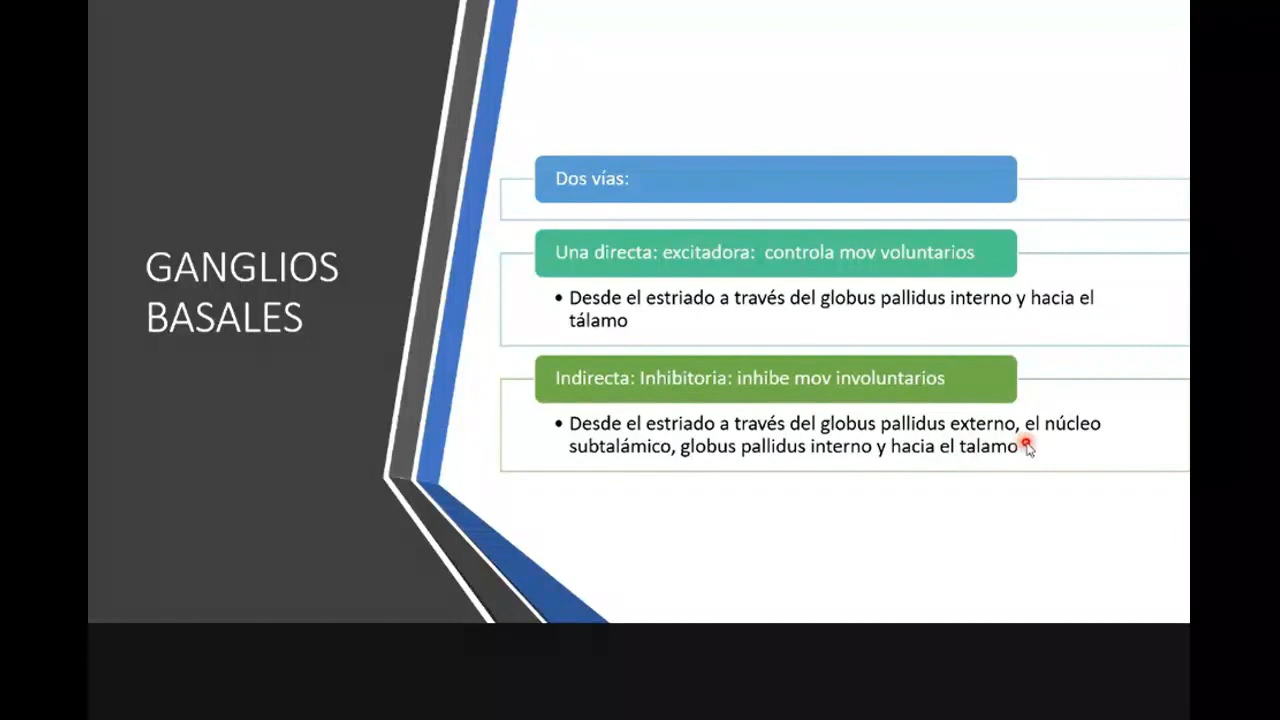 GANGLIOS
BASALES
Dos vías:
Una directa: excitadora:  controla mov voluntarios
• Desde el estriado a través del globus pallidus interno y hacia el
tálamo
Indirecta: Inhibitoria: inhibe mov involuntarios
• Desde el estriado a través del globus pallidus externo, el núcleo
subtalámico, globus pallidus interno y hacia el talamo